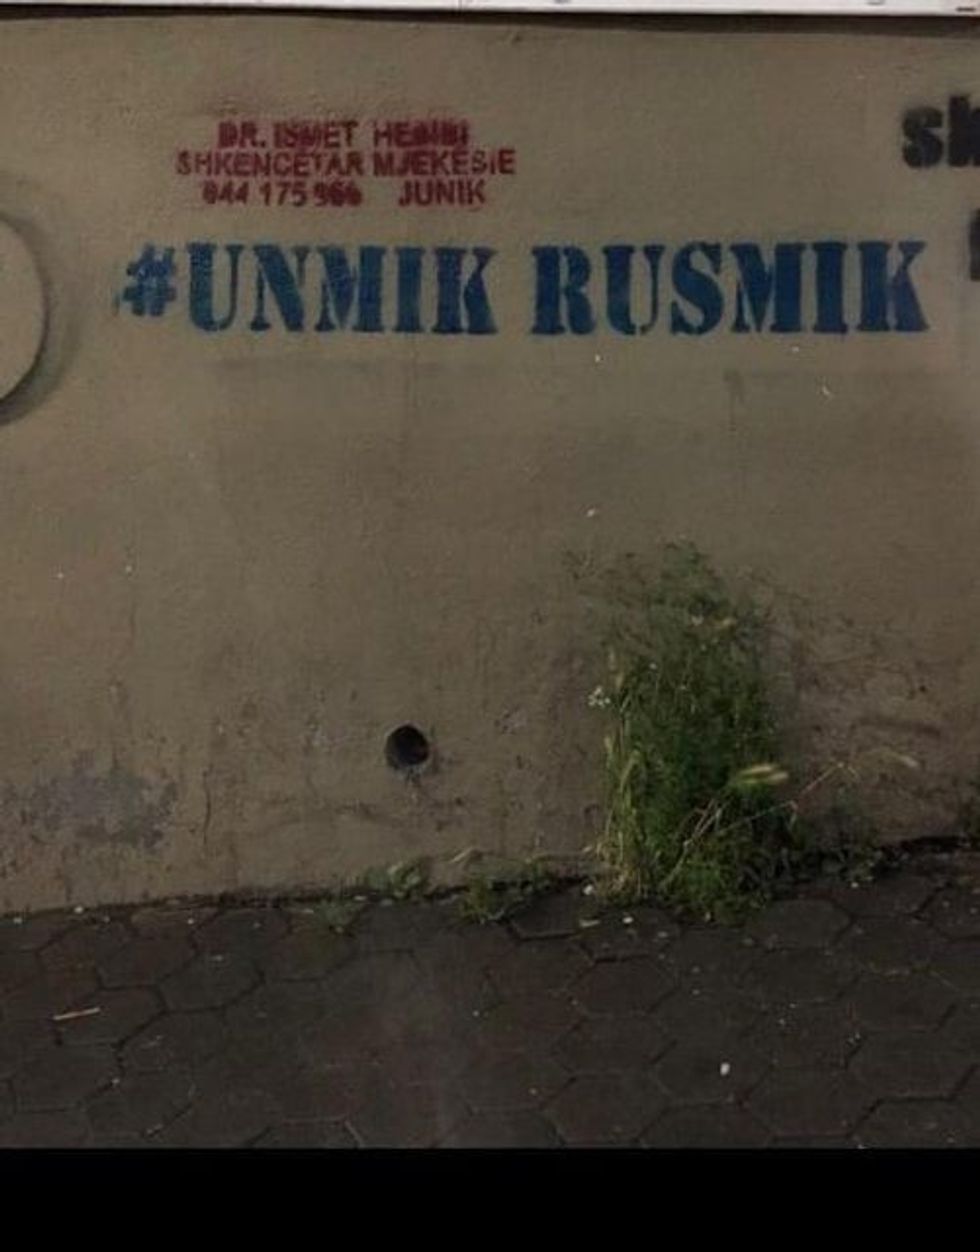 DR. ISMET
SHKENCETAR MJEKESIE
044 175 JUNIK
#UNMIK RUSMIK